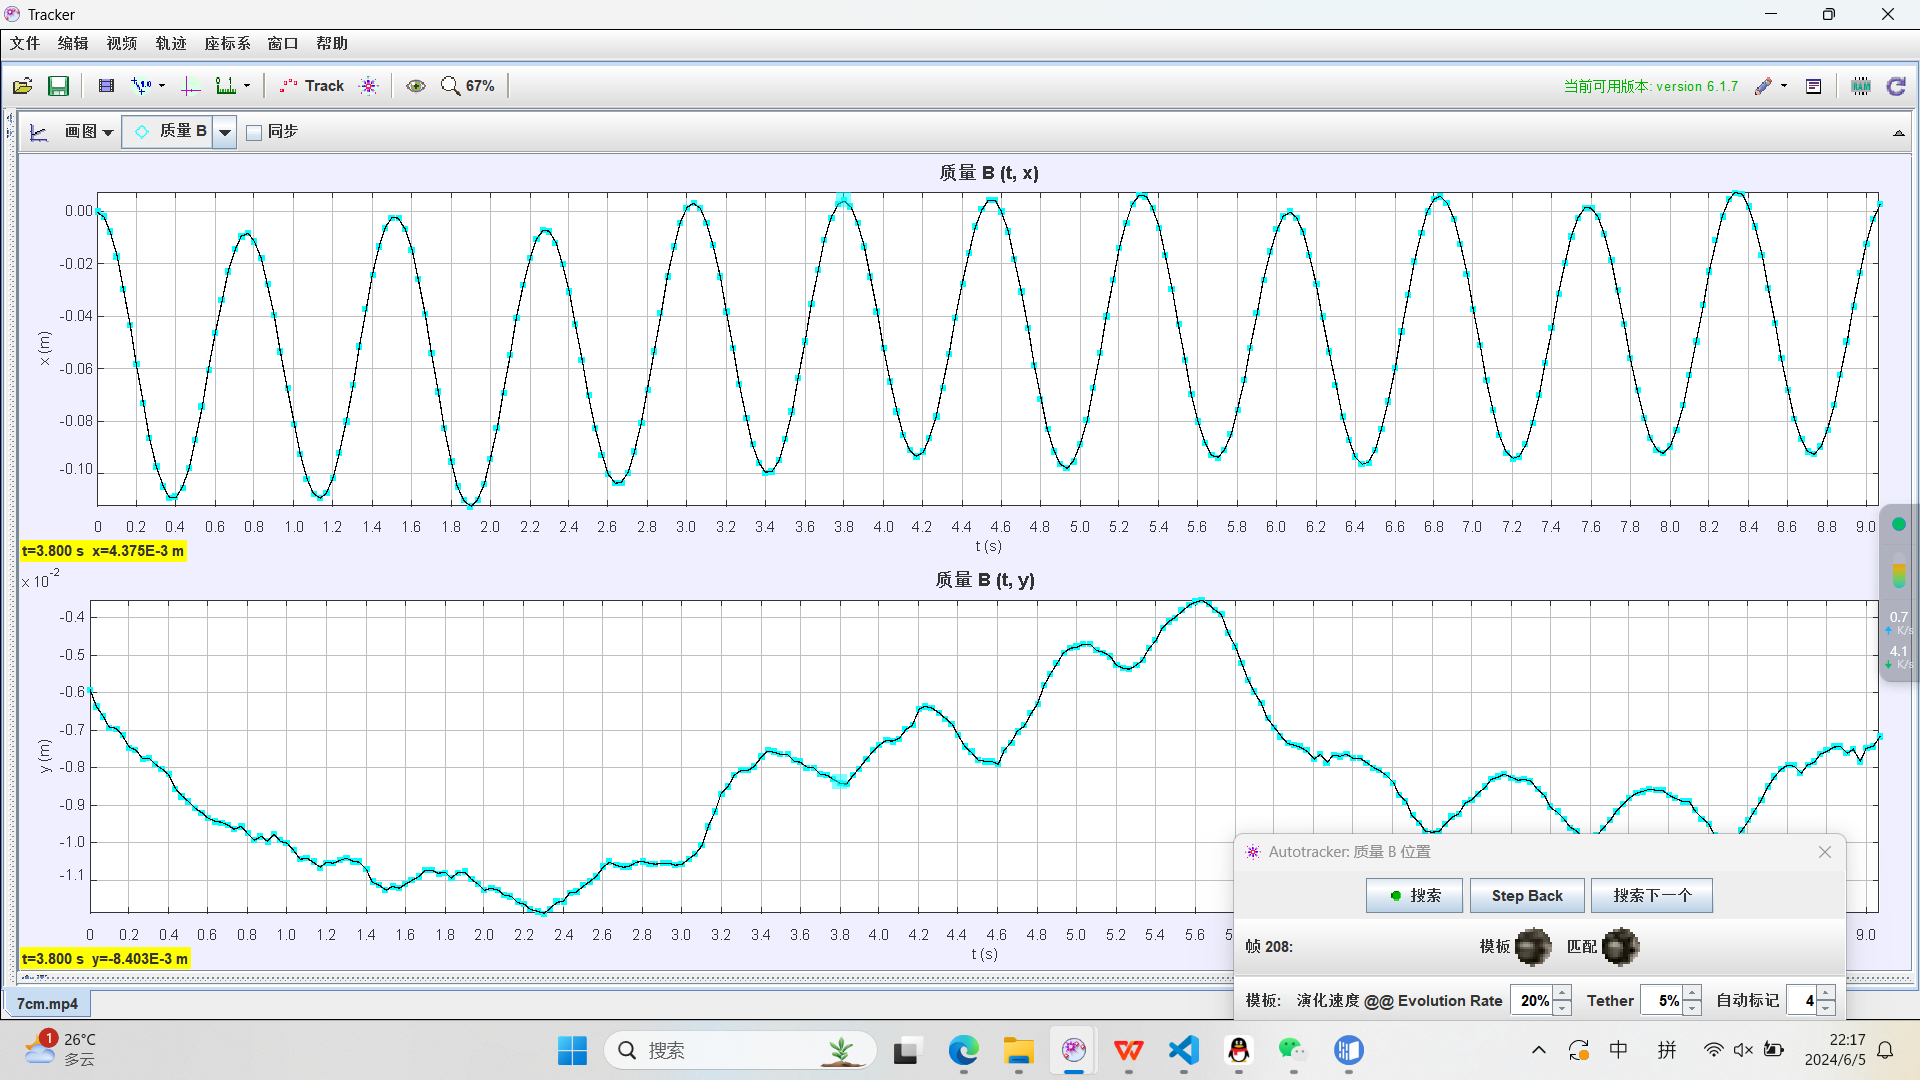 Tracker
文件 编辑 视频 轨迹 座标系 窗口 帮助
Track 67% 当前可用版本: version 6.1.7
画图 质量 B 同步
质量 B (t, x)
0.00
-0.02
-0.04
-0.06
-0.08
-0.10
x (m)
0 0.2 0.4 0.6 0.8 1.0 1.2 1.4 1.6 1.8 2.0 2.2 2.4 2.6 2.8 3.0 3.2 3.4 3.6 3.8 4.0 4.2 4.4 4.6 4.8 5.0 5.2 5.4 5.6 5.8 6.0 6.2 6.4 6.6 6.8 7.0 7.2 7.4 7.6 7.8 8.0 8.2 8.4 8.6 8.8 9.0
t (s)
t=3.800 s x=4.375E-3 m
x 10-2
质量 B (t, y)
-0.4
-0.5
-0.6
-0.7
-0.8
-0.9
-1.0
-1.1
y (m)
0 0.2 0.4 0.6 0.8 1.0 1.2 1.4 1.6 1.8 2.0 2.2 2.4 2.6 2.8 3.0 3.2 3.4 3.6 3.8 4.0 4.2 4.4 4.6 4.8 5.0 5.2 5.4 5.6 5 9.0
t (s)
t=3.800 s y=-8.403E-3 m
0.7
K/s
4.1
K/s
Autotracker: 质量 B 位置
搜索 Step Back 搜索下一个
帧 208: 模板 匹配
模板: 演化速度 @@ Evolution Rate 20% Tether 5% 自动标记 4
7cm.mp4
1 26°C
多云
搜索
中 拼
22:17
2024/6/5